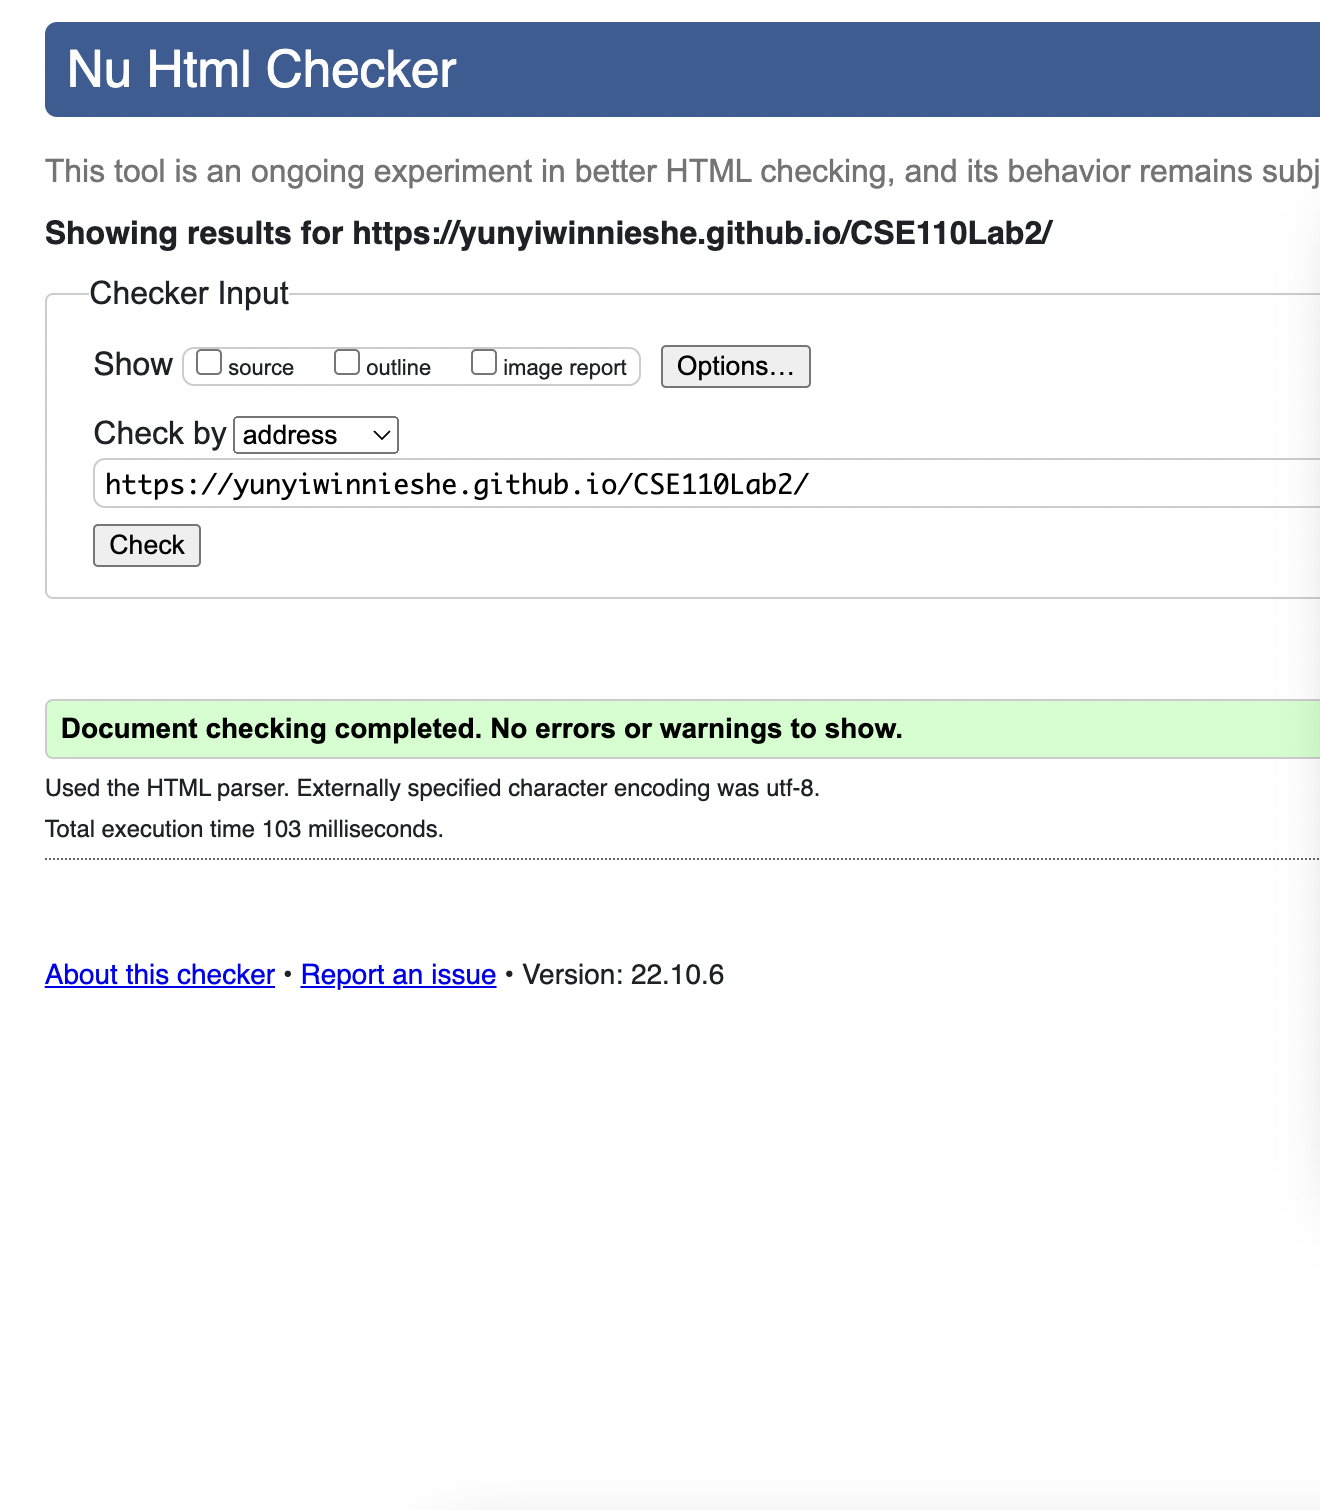 Nu Html Checker
This tool is an ongoing experiment in better HTML checking, and its behavior remains subj
Showing results for https://yunyiwinnieshe.github.io/CSE110Lab2/
Checker Input
Show source outline image report Options…
Check by address
https://yunyiwinnieshe.github.io/CSE110Lab2/
Check
Document checking completed. No errors or warnings to show.
Used the HTML parser. Externally specified character encoding was utf-8.
Total execution time 103 milliseconds.
About this checker • Report an issue • Version: 22.10.6